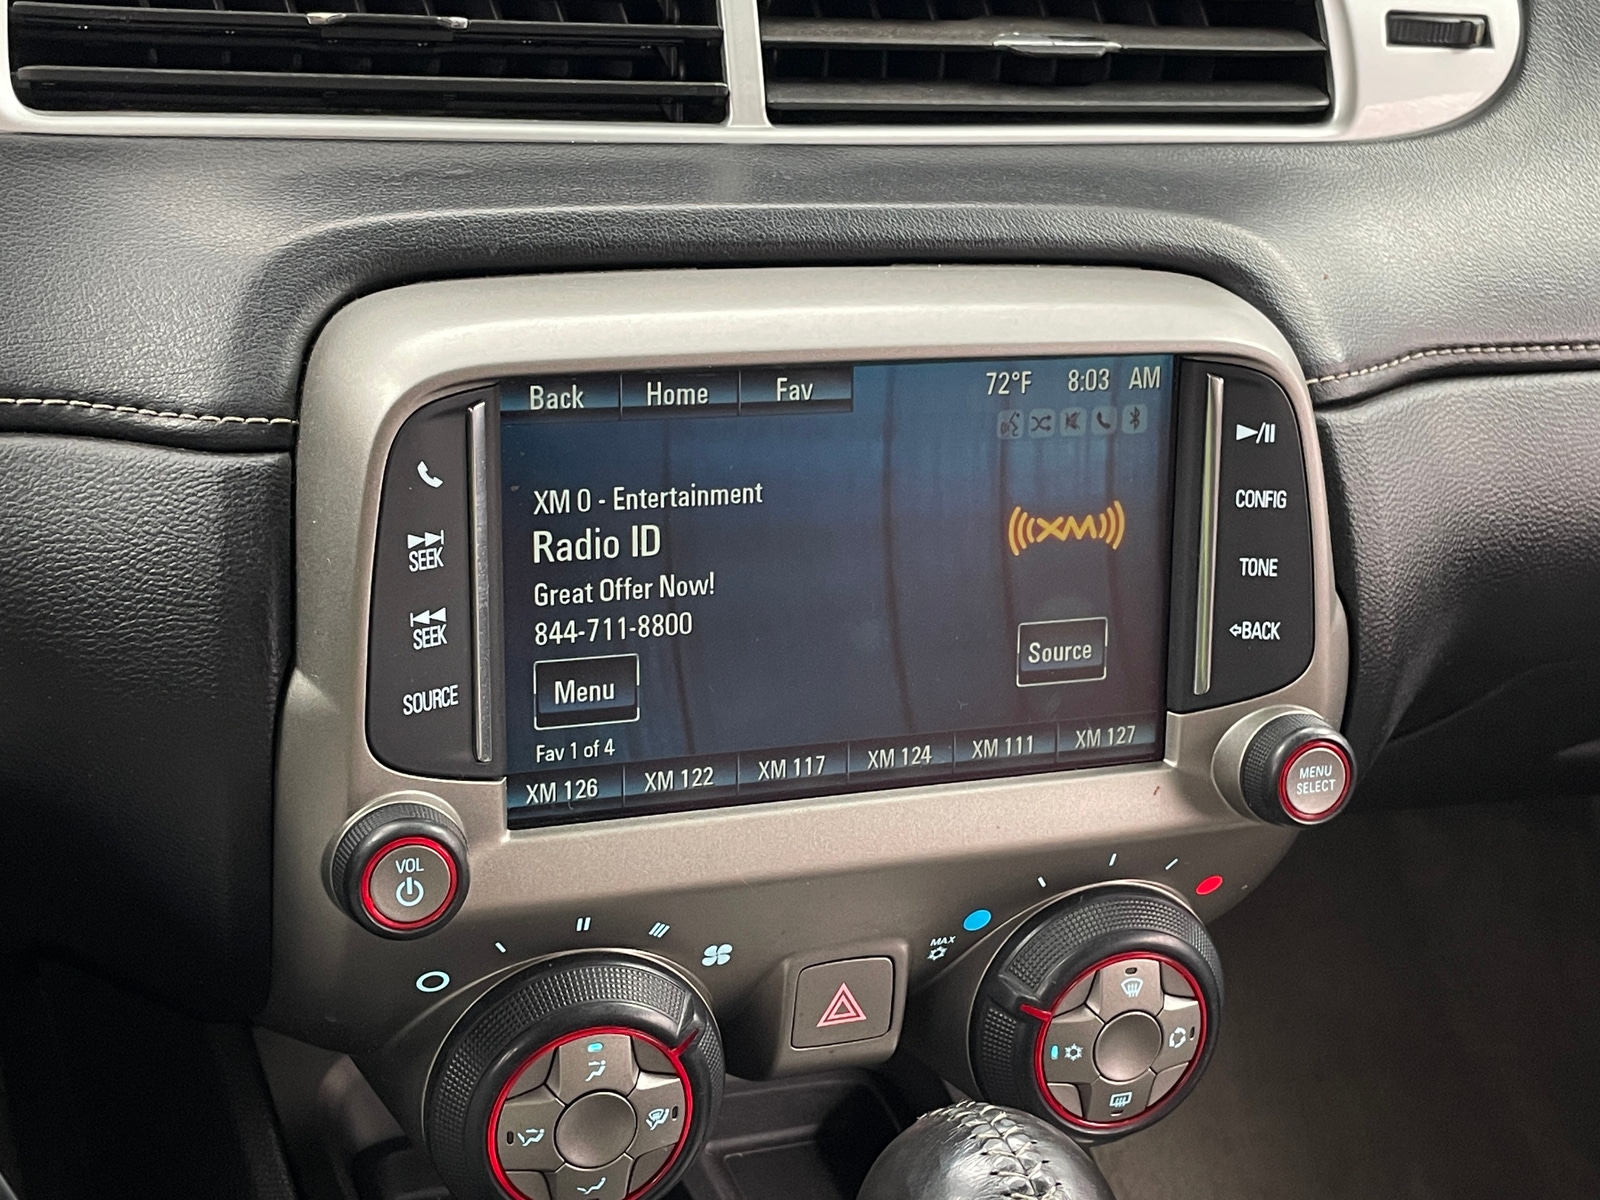 Back Home Fav 72°F 8:03 AM
XM 0 - Entertainment
Radio ID
Great Offer Now!
844-711-8800
((XM))
Menu
Source
Fav 1 of 4
XM 126 XM 122 XM 117 XM 124 XM 111 XM 127
SEEK
SEEK
SOURCE
CONFIG
TONE
BACK
VOL
MENU
SELECT
MAX